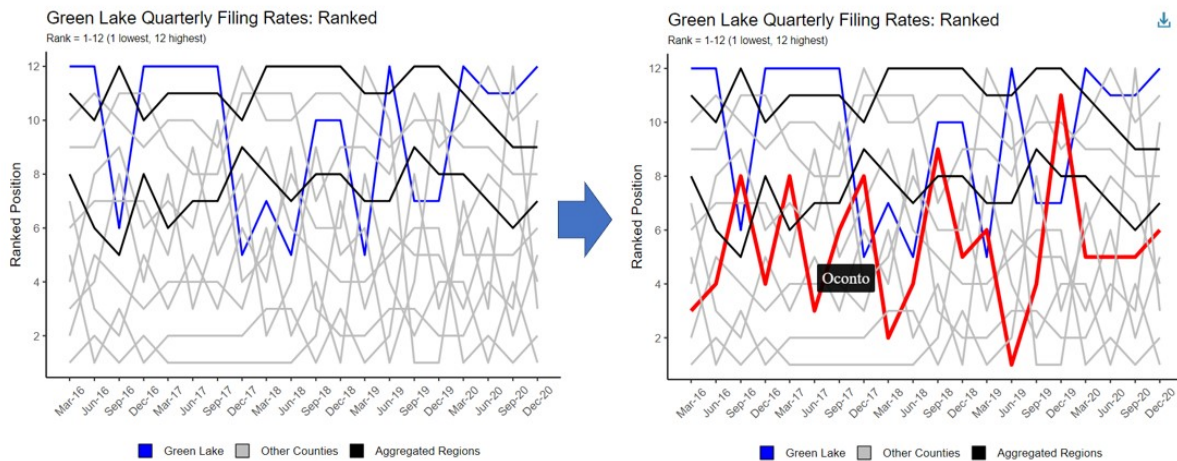 Green Lake Quarterly Filing Rates: Ranked
Rank = 1-12 (1 lowest, 12 highest)
Ranked Position
12
10
8
6
4
2
Mar-16 Jun-16 Sep-16 Dec-16 Mar-17 Jun-17 Sep-17 Dec-17 Mar-18 Jun-18 Sep-18 Dec-18 Mar-19 Jun-19 Sep-19 Dec-19 Mar-20 Jun-20 Sep-20 Dec-20
Green Lake Other Counties Aggregated Regions
Green Lake Quarterly Filing Rates: Ranked
Rank = 1-12 (1 lowest, 12 highest)
Ranked Position
12
10
8
6
4
2
Oconto
Mar-16 Jun-16 Sep-16 Dec-16 Mar-17 Jun-17 Sep-17 Dec-17 Mar-18 Jun-18 Sep-18 Dec-18 Mar-19 Jun-19 Sep-19 Dec-19 Mar-20 Jun-20 Sep-20 Dec-20
Green Lake Other Counties Aggregated Regions